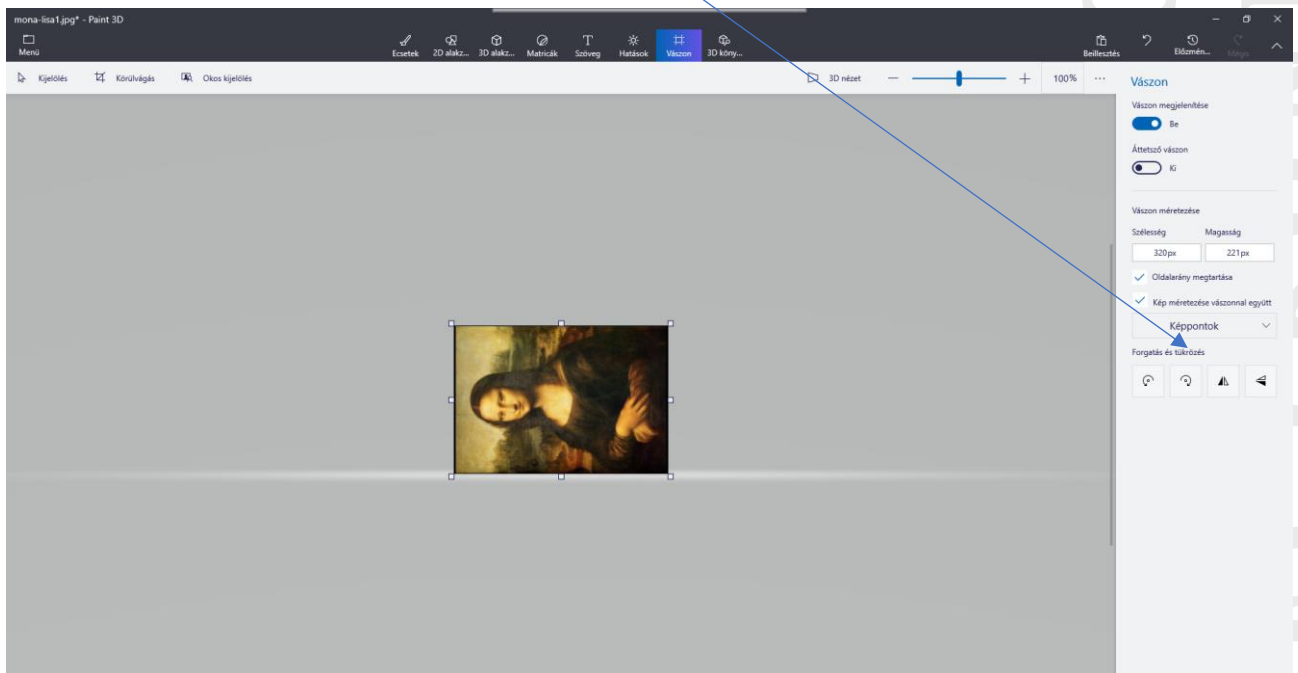 mona-lisa1.jpg* - Paint 3D
Menü
Ecsetek 2D alakz... 3D alakz... Matricák Szöveg Hatások Vászon 3D köny...
Beillesztés Előzmén... Mégis
Kijelölés Körülvágás Okos kijelölés 3D nézet 100%
Vászon
Vászon megjelenítése
Be
Áttetsző vászon
Ki
Vászon méretezése
Szélesség Magasság
320px 221px
Oldalarány megtartása
Kép méretezése vászonnal együtt
Képpontok
Forgatás és tükrözés